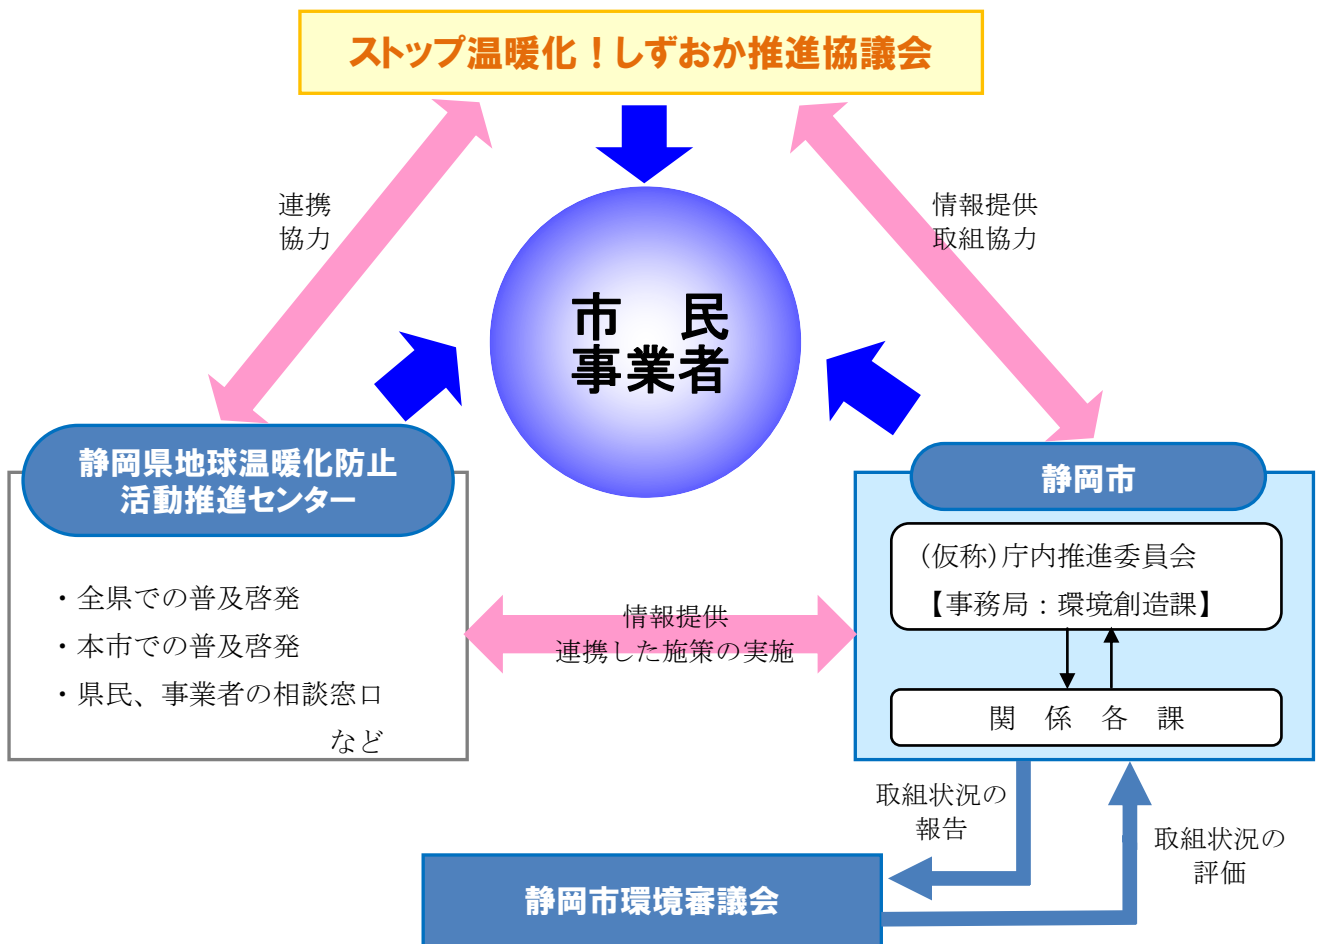 ストップ温暖化！しずおか推進協議会
連携
協力
情報提供
取組協力
市　民
事業者
静岡県地球温暖化防止
活動推進センター
・全県での普及啓発
・本市での普及啓発
・県民、事業者の相談窓口
など
情報提供
連携した施策の実施
静岡市
(仮称)庁内推進委員会
【事務局：環境創造課】
関　係　各　課
取組状況の
報告
取組状況の
評価
静岡市環境審議会